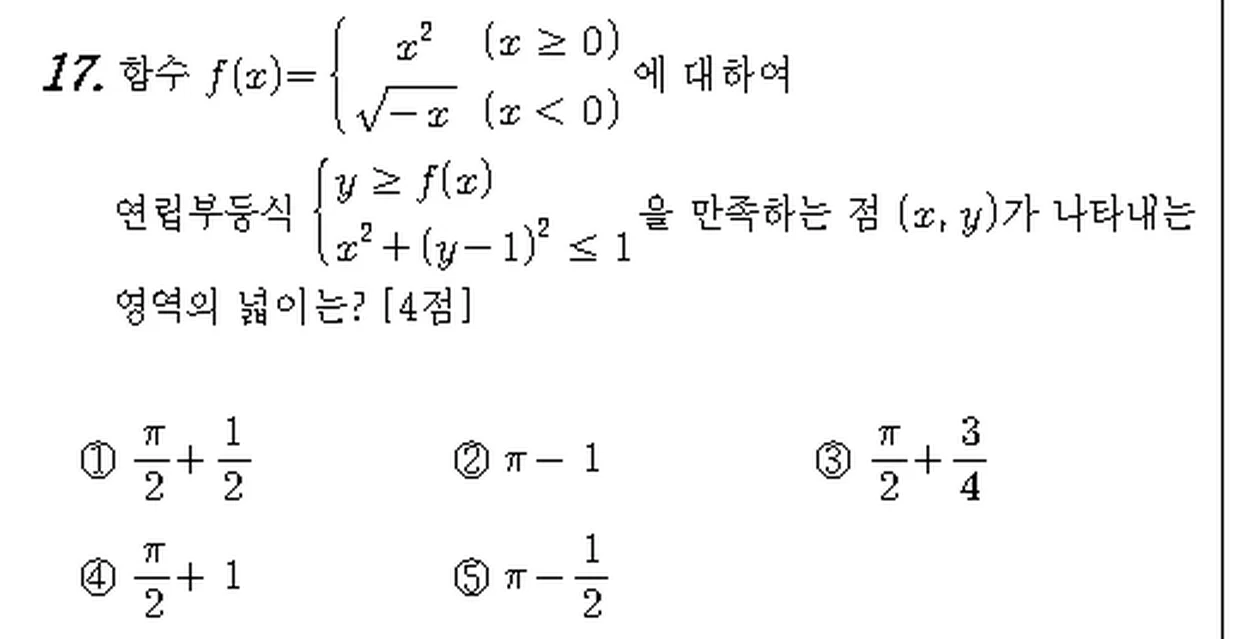 17. 함수 f(x)={ x² (x ≥ 0) √-x (x < 0) 에 대하여
연립부등식 { y ≥ f(x) x²+(y-1)² ≤ 1 을 만족하는 점 (x, y)가 나타내는
영역의 넓이는? [4점]
① π/2 + 1/2 ② π - 1 ③ π/2 + 3/4
④ π/2 + 1 ⑤ π - 1/2